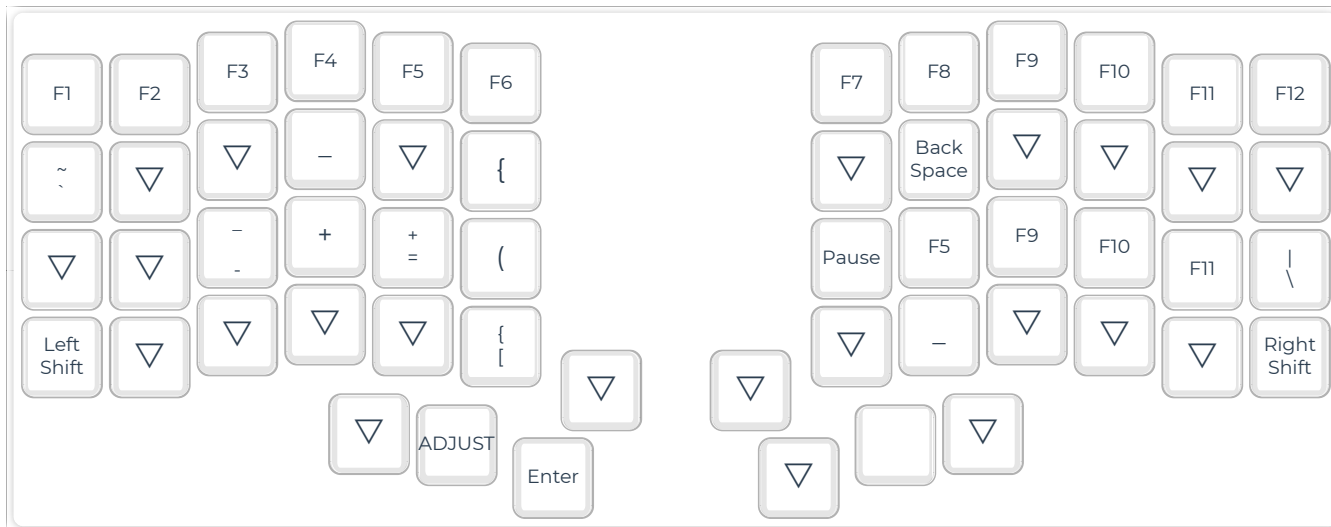 F1
F2
F3
F4
F5
F6
F7
F8
F9
F10
F11
F12
~
`
_
{
Back
Space
_
-
+
+
=
(
Pause
F5
F9
F10
F11
|
\
Left
Shift
{
[
_
Right
Shift
ADJUST
Enter